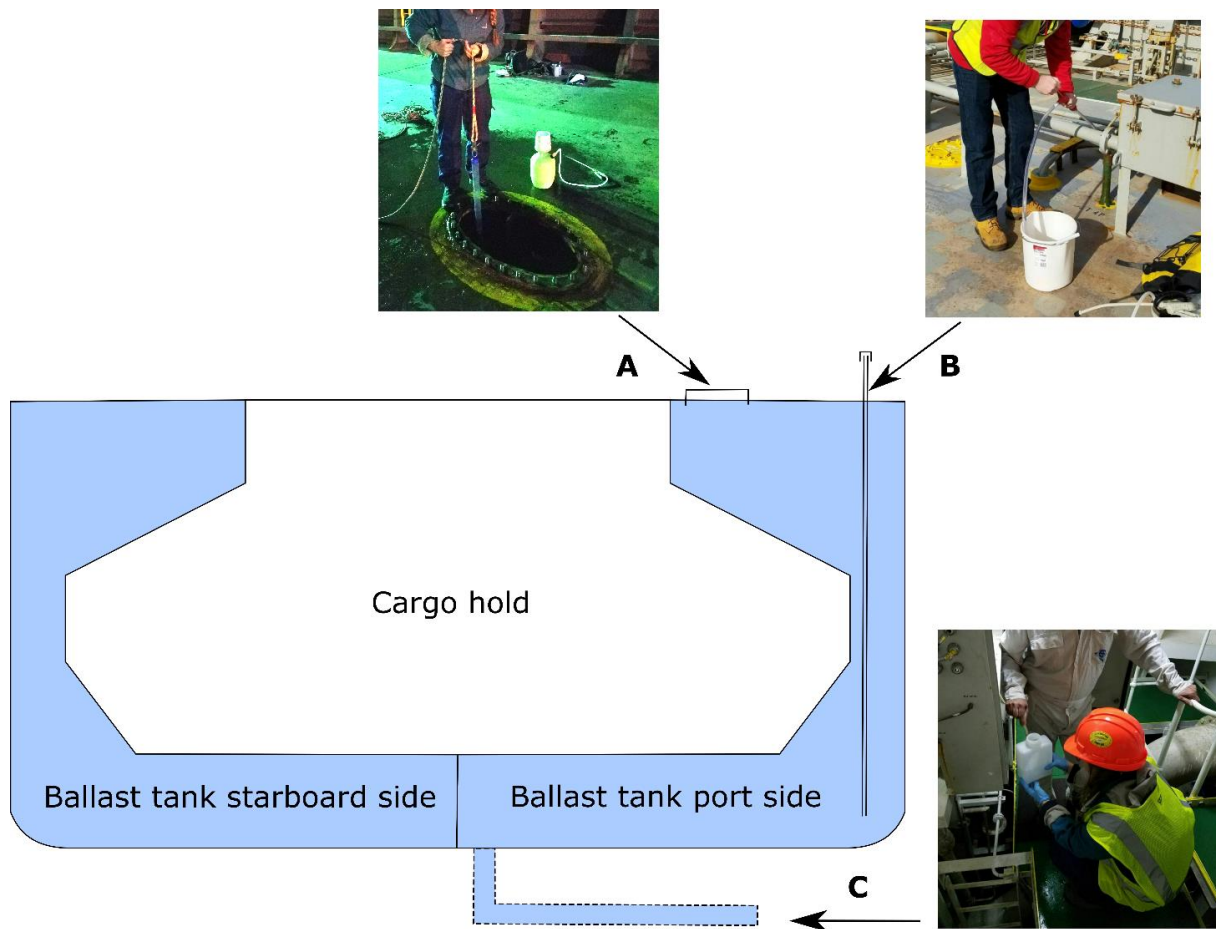 A
B
Cargo hold
Ballast tank starboard side
Ballast tank port side
C